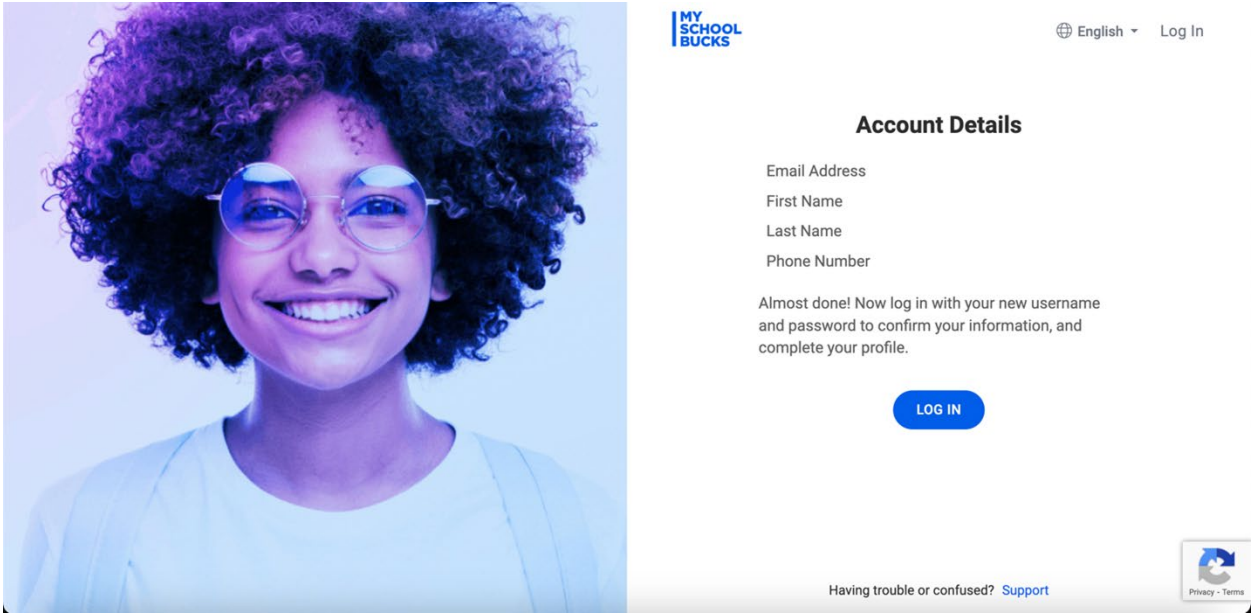 MY
SCHOOL
BUCKS
English
Log In
Account Details
Email Address
First Name
Last Name
Phone Number
Almost done! Now log in with your new username
and password to confirm your information, and
complete your profile.
LOG IN
Having trouble or confused? Support
Privacy - Terms